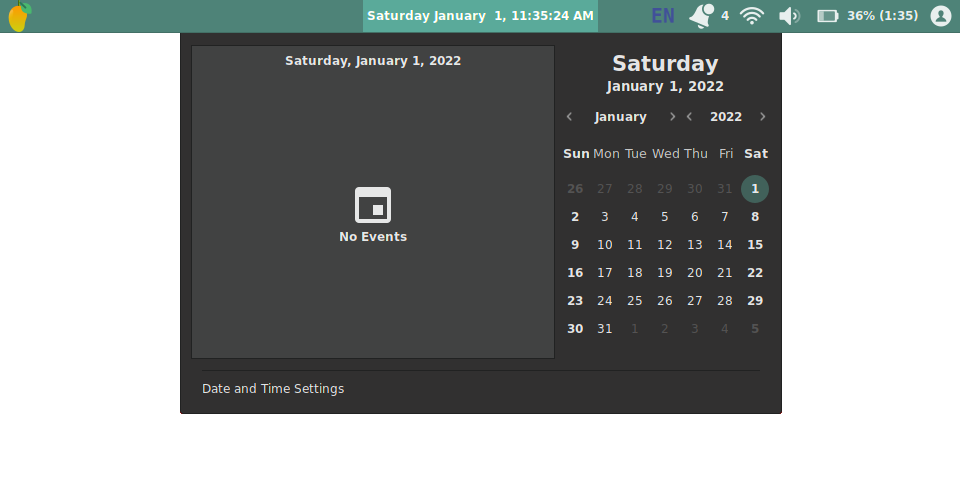 Saturday January  1, 11:35:24 AM
EN
4
36% (1:35)
Saturday, January 1, 2022
No Events
Saturday
January 1, 2022
January 2022
Sun Mon Tue Wed Thu Fri Sat
26 27 28 29 30 31 1
2 3 4 5 6 7 8
9 10 11 12 13 14 15
16 17 18 19 20 21 22
23 24 25 26 27 28 29
30 31 1 2 3 4 5
Date and Time Settings